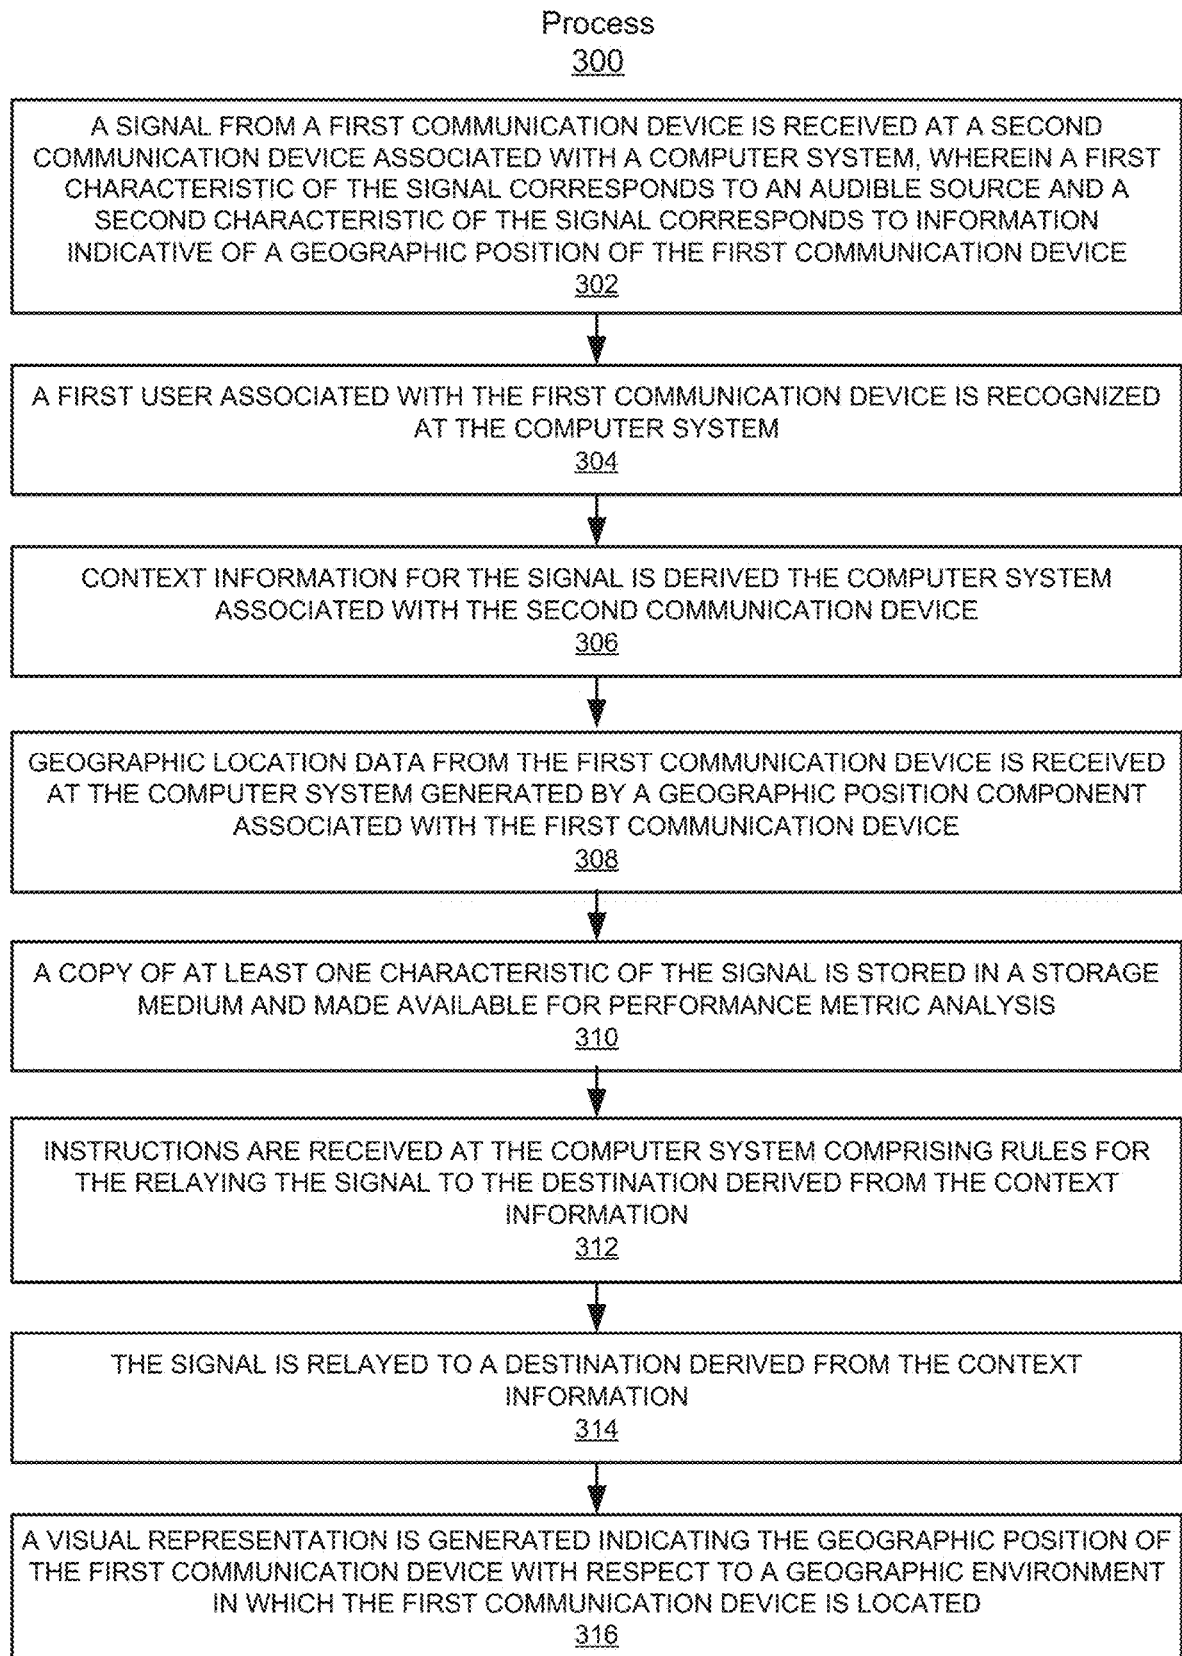 Process
300
A SIGNAL FROM A FIRST COMMUNICATION DEVICE IS RECEIVED AT A SECOND
COMMUNICATION DEVICE ASSOCIATED WITH A COMPUTER SYSTEM, WHEREIN A FIRST
CHARACTERISTIC OF THE SIGNAL CORRESPONDS TO AN AUDIBLE SOURCE AND A
SECOND CHARACTERISTIC OF THE SIGNAL CORRESPONDS TO INFORMATION
INDICATIVE OF A GEOGRAPHIC POSITION OF THE FIRST COMMUNICATION DEVICE
302
A FIRST USER ASSOCIATED WITH THE FIRST COMMUNICATION DEVICE IS RECOGNIZED
AT THE COMPUTER SYSTEM
304
CONTEXT INFORMATION FOR THE SIGNAL IS DERIVED THE COMPUTER SYSTEM
ASSOCIATED WITH THE SECOND COMMUNICATION DEVICE
306
GEOGRAPHIC LOCATION DATA FROM THE FIRST COMMUNICATION DEVICE IS RECEIVED
AT THE COMPUTER SYSTEM GENERATED BY A GEOGRAPHIC POSITION COMPONENT
ASSOCIATED WITH THE FIRST COMMUNICATION DEVICE
308
A COPY OF AT LEAST ONE CHARACTERISTIC OF THE SIGNAL IS STORED IN A STORAGE
MEDIUM AND MADE AVAILABLE FOR PERFORMANCE METRIC ANALYSIS
310
INSTRUCTIONS ARE RECEIVED AT THE COMPUTER SYSTEM COMPRISING RULES FOR
THE RELAYING THE SIGNAL TO THE DESTINATION DERIVED FROM THE CONTEXT
INFORMATION
312
THE SIGNAL IS RELAYED TO A DESTINATION DERIVED FROM THE CONTEXT
INFORMATION
314
A VISUAL REPRESENTATION IS GENERATED INDICATING THE GEOGRAPHIC POSITION OF
THE FIRST COMMUNICATION DEVICE WITH RESPECT TO A GEOGRAPHIC ENVIRONMENT
IN WHICH THE FIRST COMMUNICATION DEVICE IS LOCATED
316